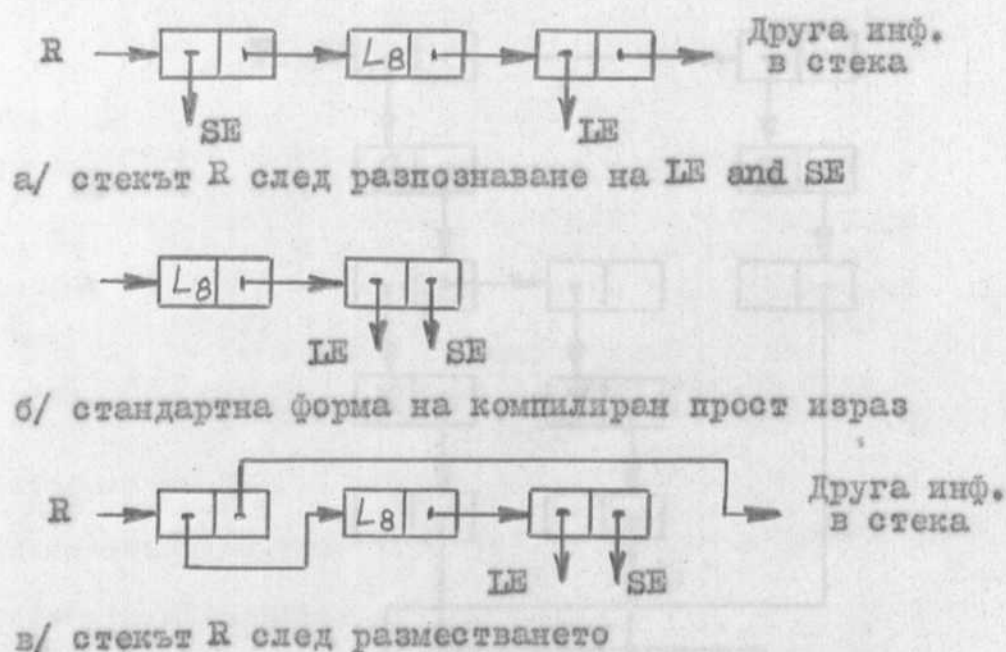 Друга инф.
R L8 в стека
SE LE
а/ стекът R след разпознаване на LE and SE
L8
LE SE
б/ стандартна форма на компилиран прост израз
Друга инф.
R L8 в стека
LE SE
в/ стекът R след разместването